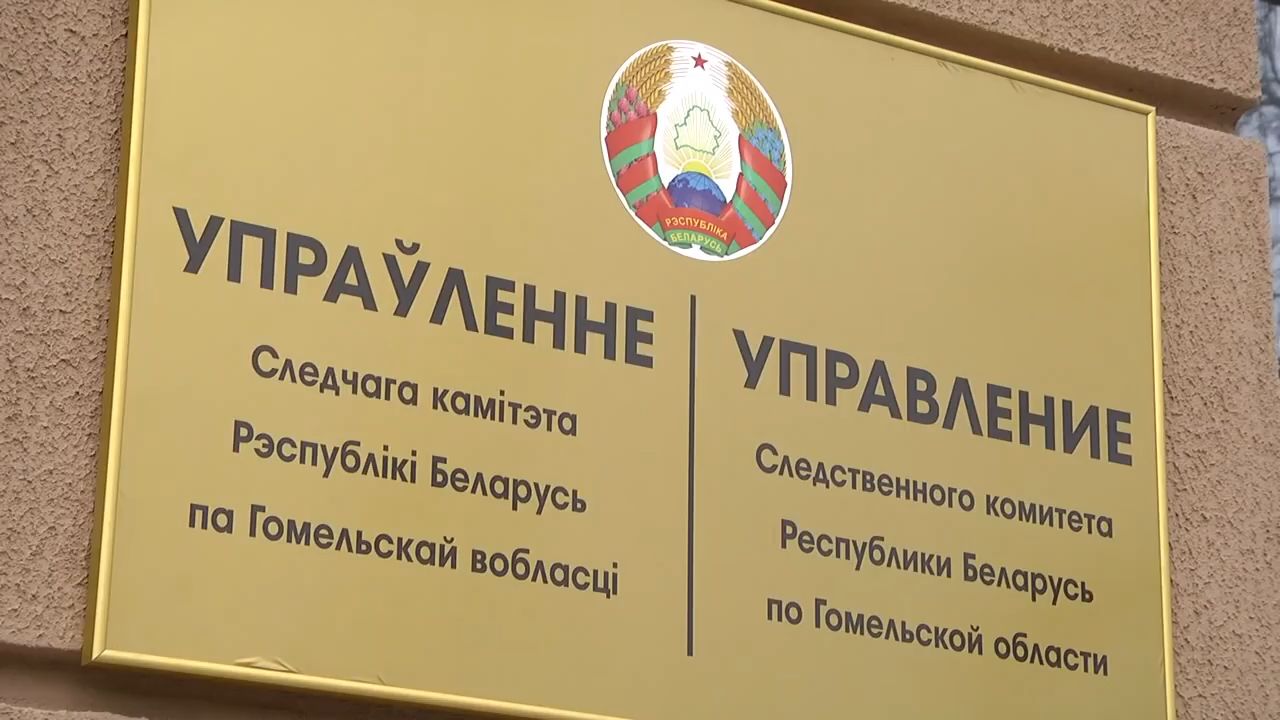 РЭСПУБЛІКА
БЕЛАРУСЬ
УПРАЎЛЕННЕ
Следчага камітэта
Рэспублікі Беларусь
па Гомельскай вобласці
УПРАВЛЕНИЕ
Следственного комитета
Республики Беларусь
по Гомельской области